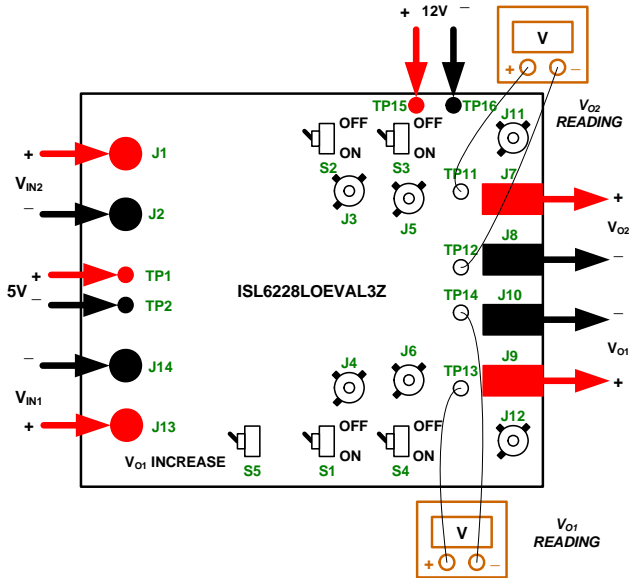 + 12V –
V
+ –
VO2
READING
TP15
TP16
J11
OFF
OFF
ON
ON
S2
S3
J3
J5
TP11
J7
+
VO2
J8
–
TP12
+
J1
VIN2
–
J2
+
TP1
5V
–
TP2
ISL6228LOEVAL3Z
TP14
J10
–
VO1
–
J14
VIN1
+
J13
J4
J6
TP13
J9
+
J12
OFF
OFF
ON
ON
VO1 INCREASE
S5
S1
S4
V
+ –
VO1
READING